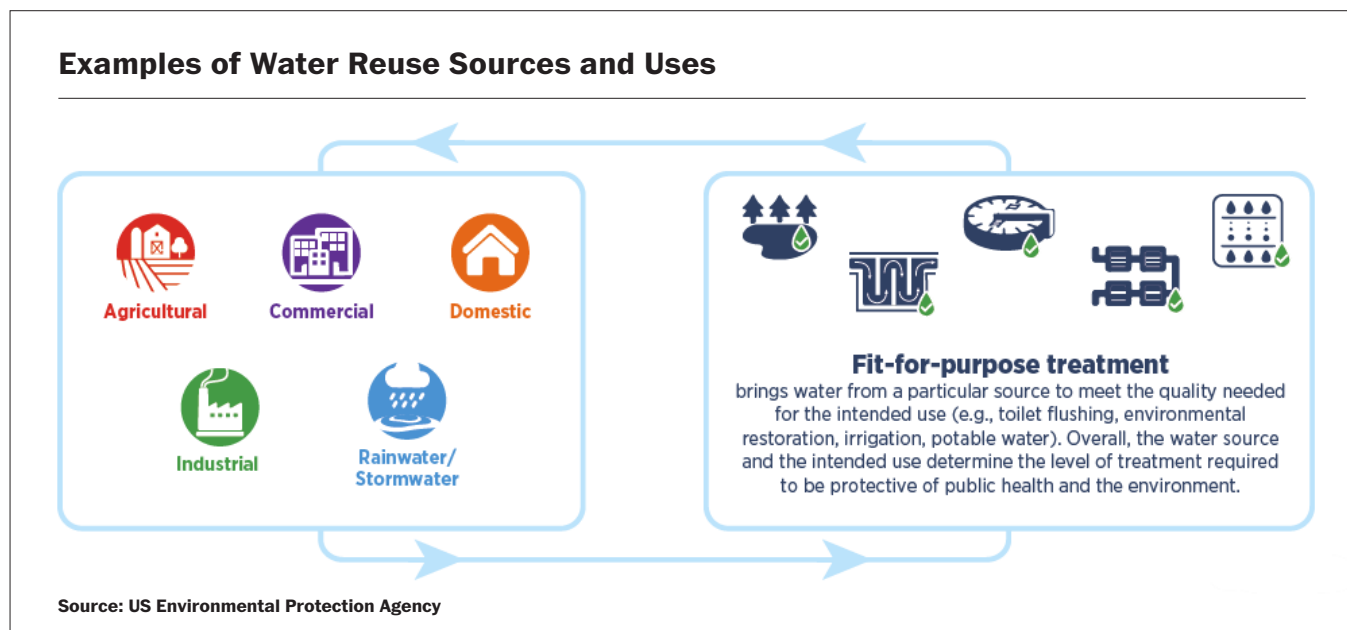 Examples of Water Reuse Sources and Uses
Agricultural
Commercial
Domestic
Industrial
Rainwater/
Stormwater
Fit-for-purpose treatment
brings water from a particular source to meet the quality needed
for the intended use (e.g., toilet flushing, environmental
restoration, irrigation, potable water). Overall, the water source
and the intended use determine the level of treatment required
to be protective of public health and the environment.
Source: US Environmental Protection Agency